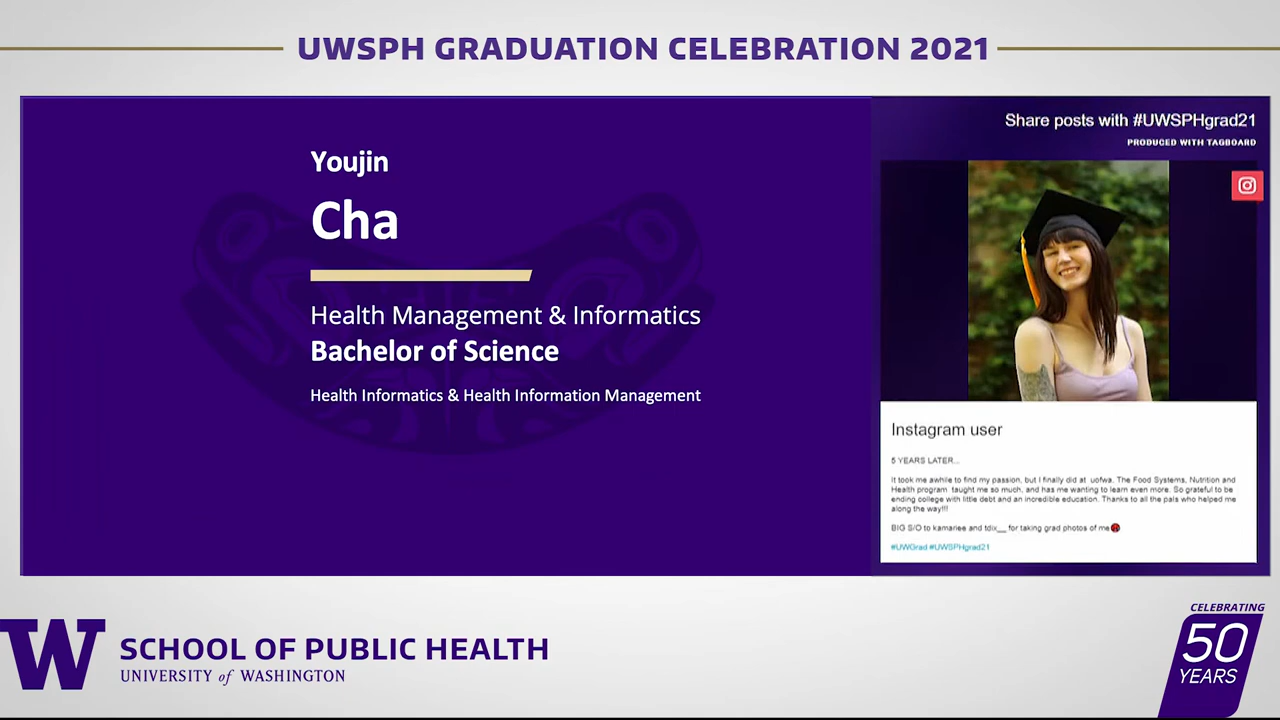 UWSPH GRADUATION CELEBRATION 2021
Youjin
Cha
Health Management & Informatics
Bachelor of Science
Health Informatics & Health Information Management
Share posts with #UWSPHgrad21
PRODUCED WITH TAGBOARD
Instagram user
5 YEARS LATER...
It took me awhile to find my passion, but I finally did at uofwa. The Food Systems, Nutrition and
Health program taught me so much, and has me wanting to learn even more. So grateful to be
ending college with little debt and an incredible education. Thanks to all the pals who helped me
along the way!!!
BIG S/O to kamariee and tdix__ for taking grad photos of me
#UWGrad #UWSPHgrad21
W
SCHOOL OF PUBLIC HEALTH
UNIVERSITY of WASHINGTON
CELEBRATING
50
YEARS